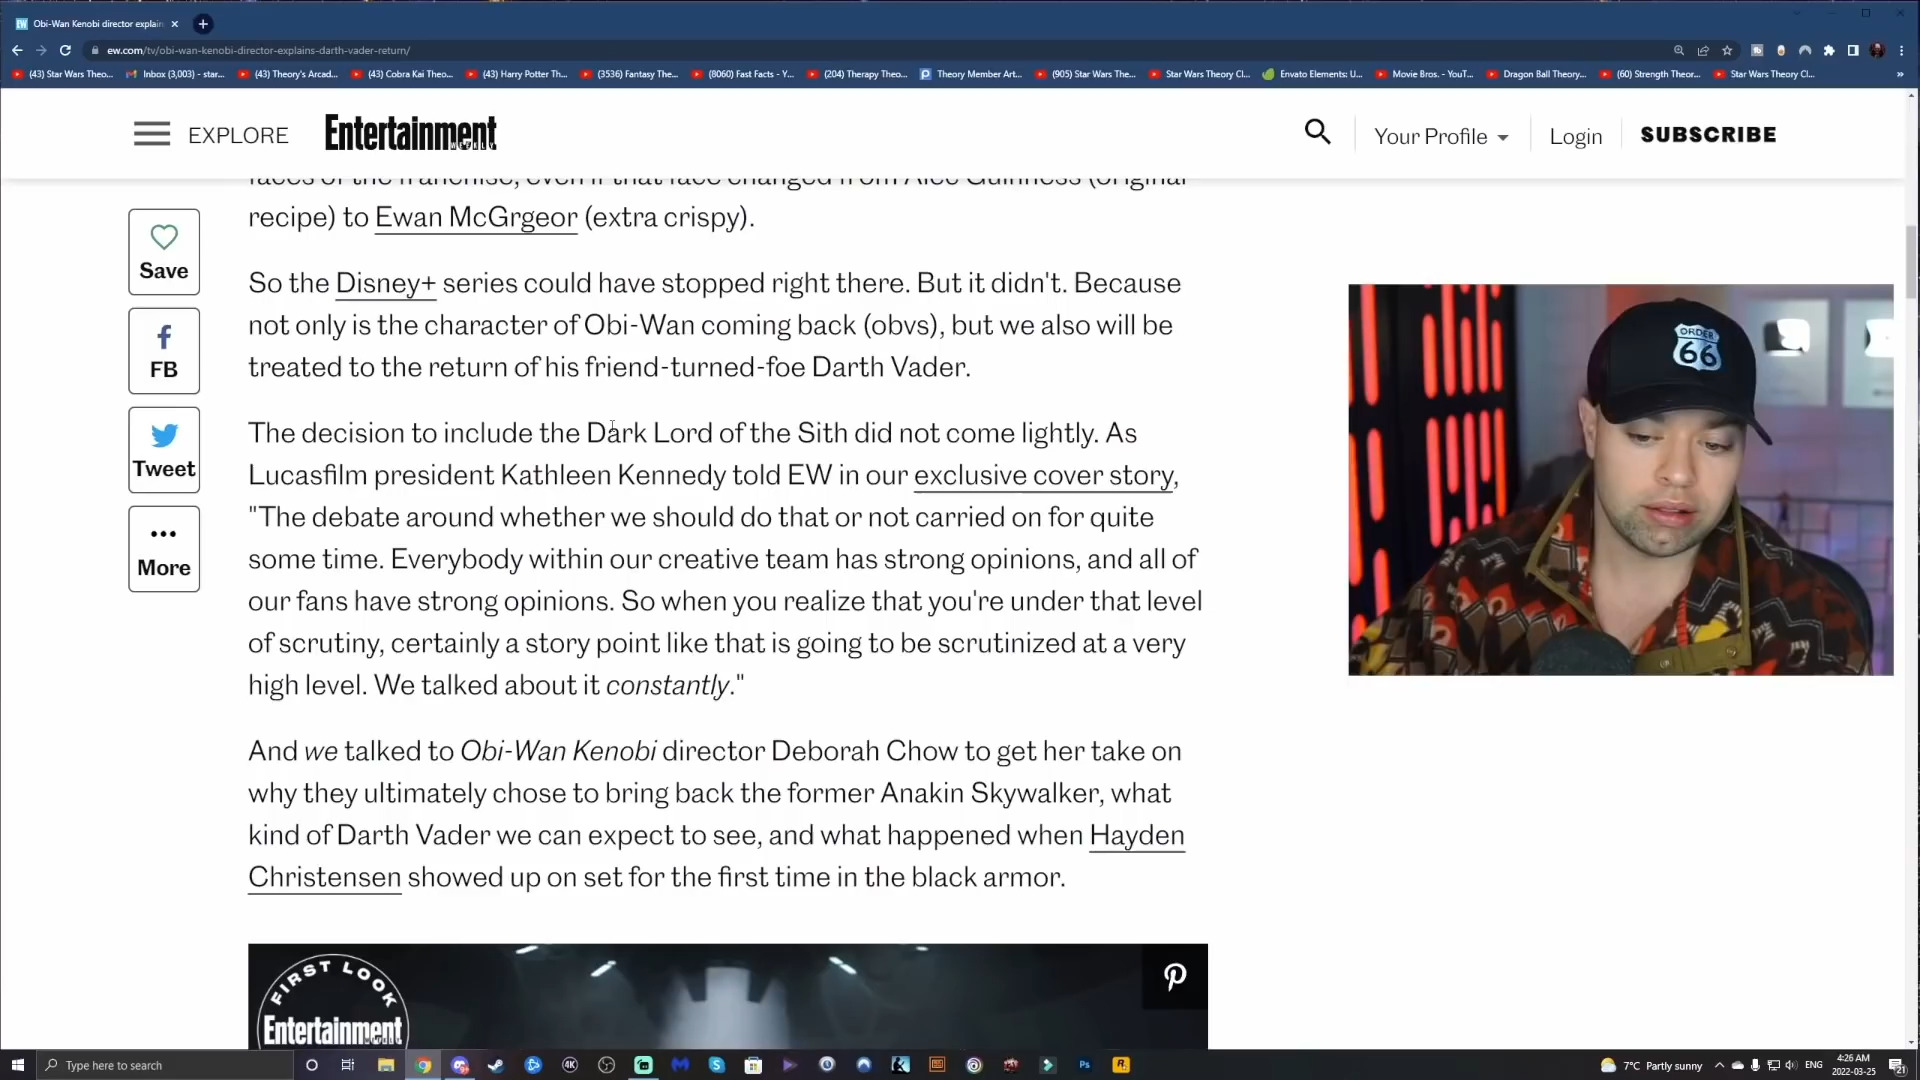 Obi-Wan Kenobi director explain
ew.com/tv/obi-wan-kenobi-director-explains-darth-vader-return/
(43) Star Wars Theo... Inbox (3,003) - star... (43) Theory's Arcad... (43) Cobra Kai Theo... (43) Harry Potter Th... (3536) Fantasy The... (8060) Fast Facts - Y... (204) Therapy Theo... Theory Member Art... (905) Star Wars The... Star Wars Theory Cl... Envato Elements: U... Movie Bros. - YouT... Dragon Ball Theory... (60) Strength Theor... Star Wars Theory Cl... »
EXPLORE Entertainment WEEKLY Your Profile Login SUBSCRIBE
faces of the franchise, even if that face changed from Alec Guinness (original
recipe) to Ewan McGrgeor (extra crispy).
So the Disney+ series could have stopped right there. But it didn't. Because
not only is the character of Obi-Wan coming back (obvs), but we also will be
treated to the return of his friend-turned-foe Darth Vader.
The decision to include the Dark Lord of the Sith did not come lightly. As
Lucasfilm president Kathleen Kennedy told EW in our exclusive cover story,
"The debate around whether we should do that or not carried on for quite
some time. Everybody within our creative team has strong opinions, and all of
our fans have strong opinions. So when you realize that you're under that level
of scrutiny, certainly a story point like that is going to be scrutinized at a very
high level. We talked about it constantly."
And we talked to Obi-Wan Kenobi director Deborah Chow to get her take on
why they ultimately chose to bring back the former Anakin Skywalker, what
kind of Darth Vader we can expect to see, and what happened when Hayden
Christensen showed up on set for the first time in the black armor.
Save
FB
Tweet
More
ORDER
66
FIRST LOOK
Entertainment
Type here to search
7°C Partly sunny
ENG
4:26 AM
2022-03-25
21